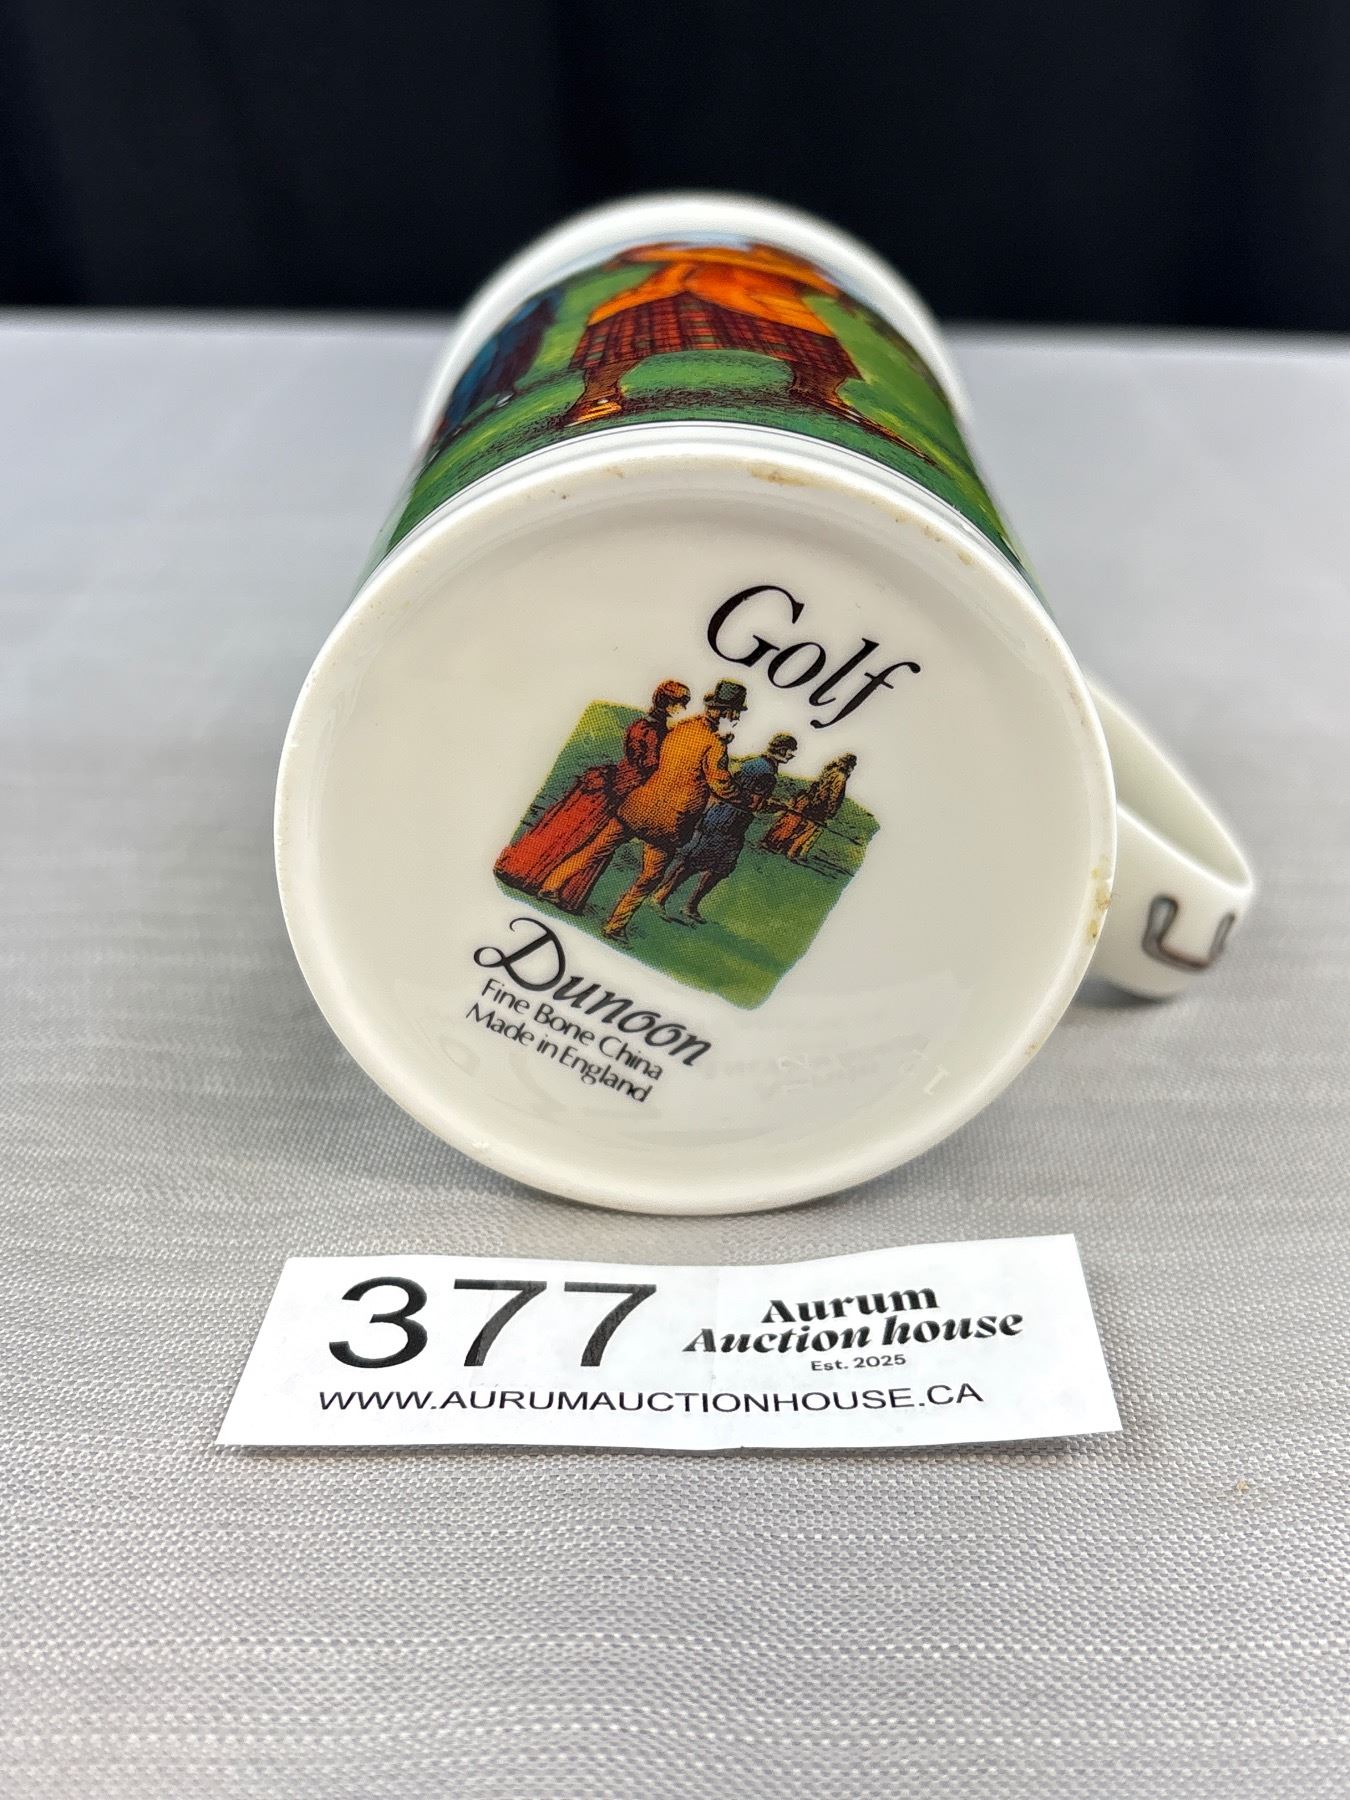 Golf
Dunoon
Fine Bone China
Made in England
377
Aurum
Auction house
Est. 2025
WWW.AURUMAUCTIONHOUSE.CA